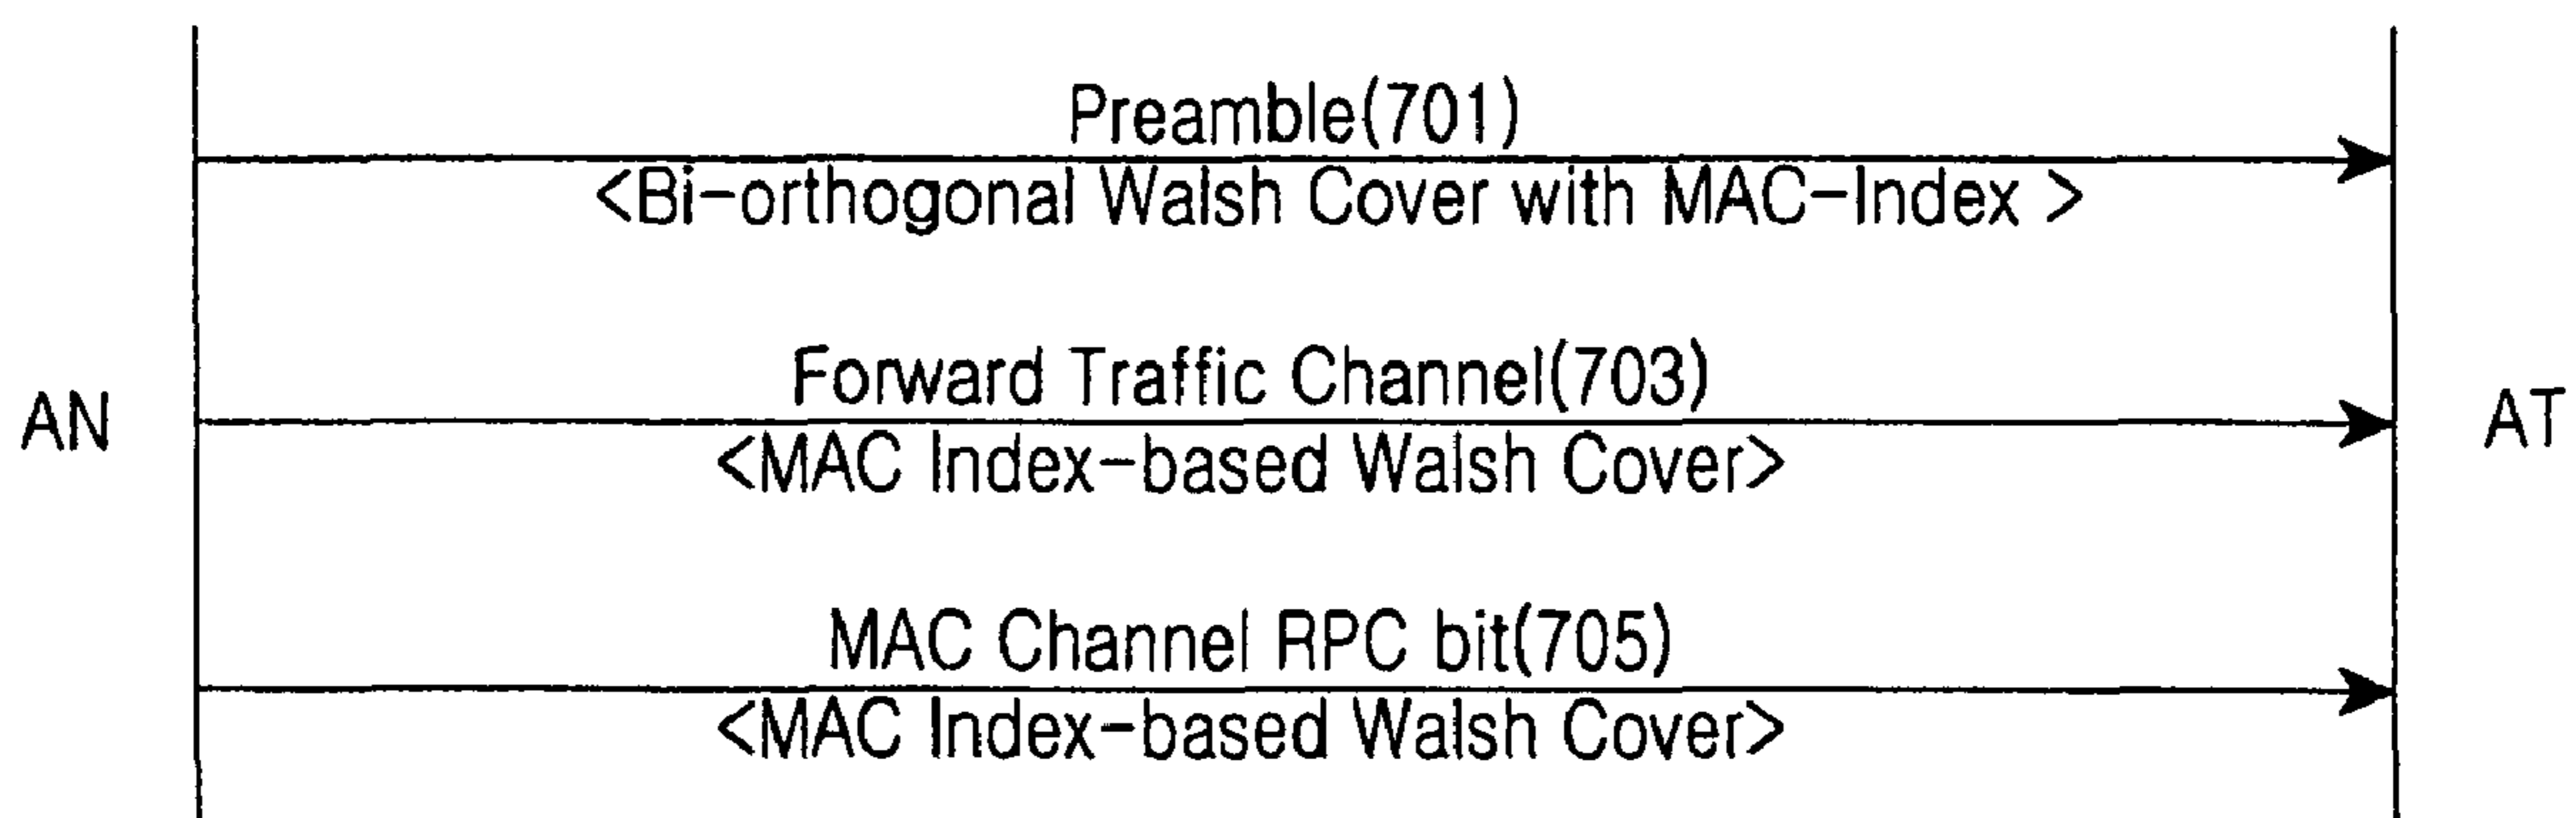 Preamble(701)
<Bi-orthogonal Walsh Cover with MAC-Index >
Forward Traffic Channel(703)
AN
AT
<MAC Index-based Walsh Cover>
MAC Channel RPC bit(705)
<MAC Index-based Walsh Cover>